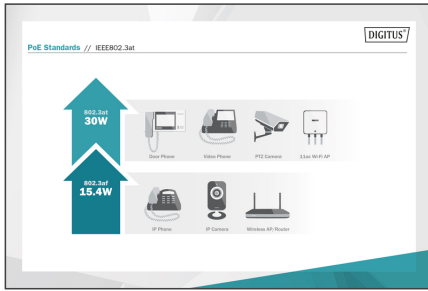 DIGITUS®
PoE Standards // IEEE802.3at
802.3at
30W
Door Phone Video Phone PTZ Camera 11ac Wi-Fi AP
802.3af
15.4W
IP Phone IP Camera Wireless AP/Router